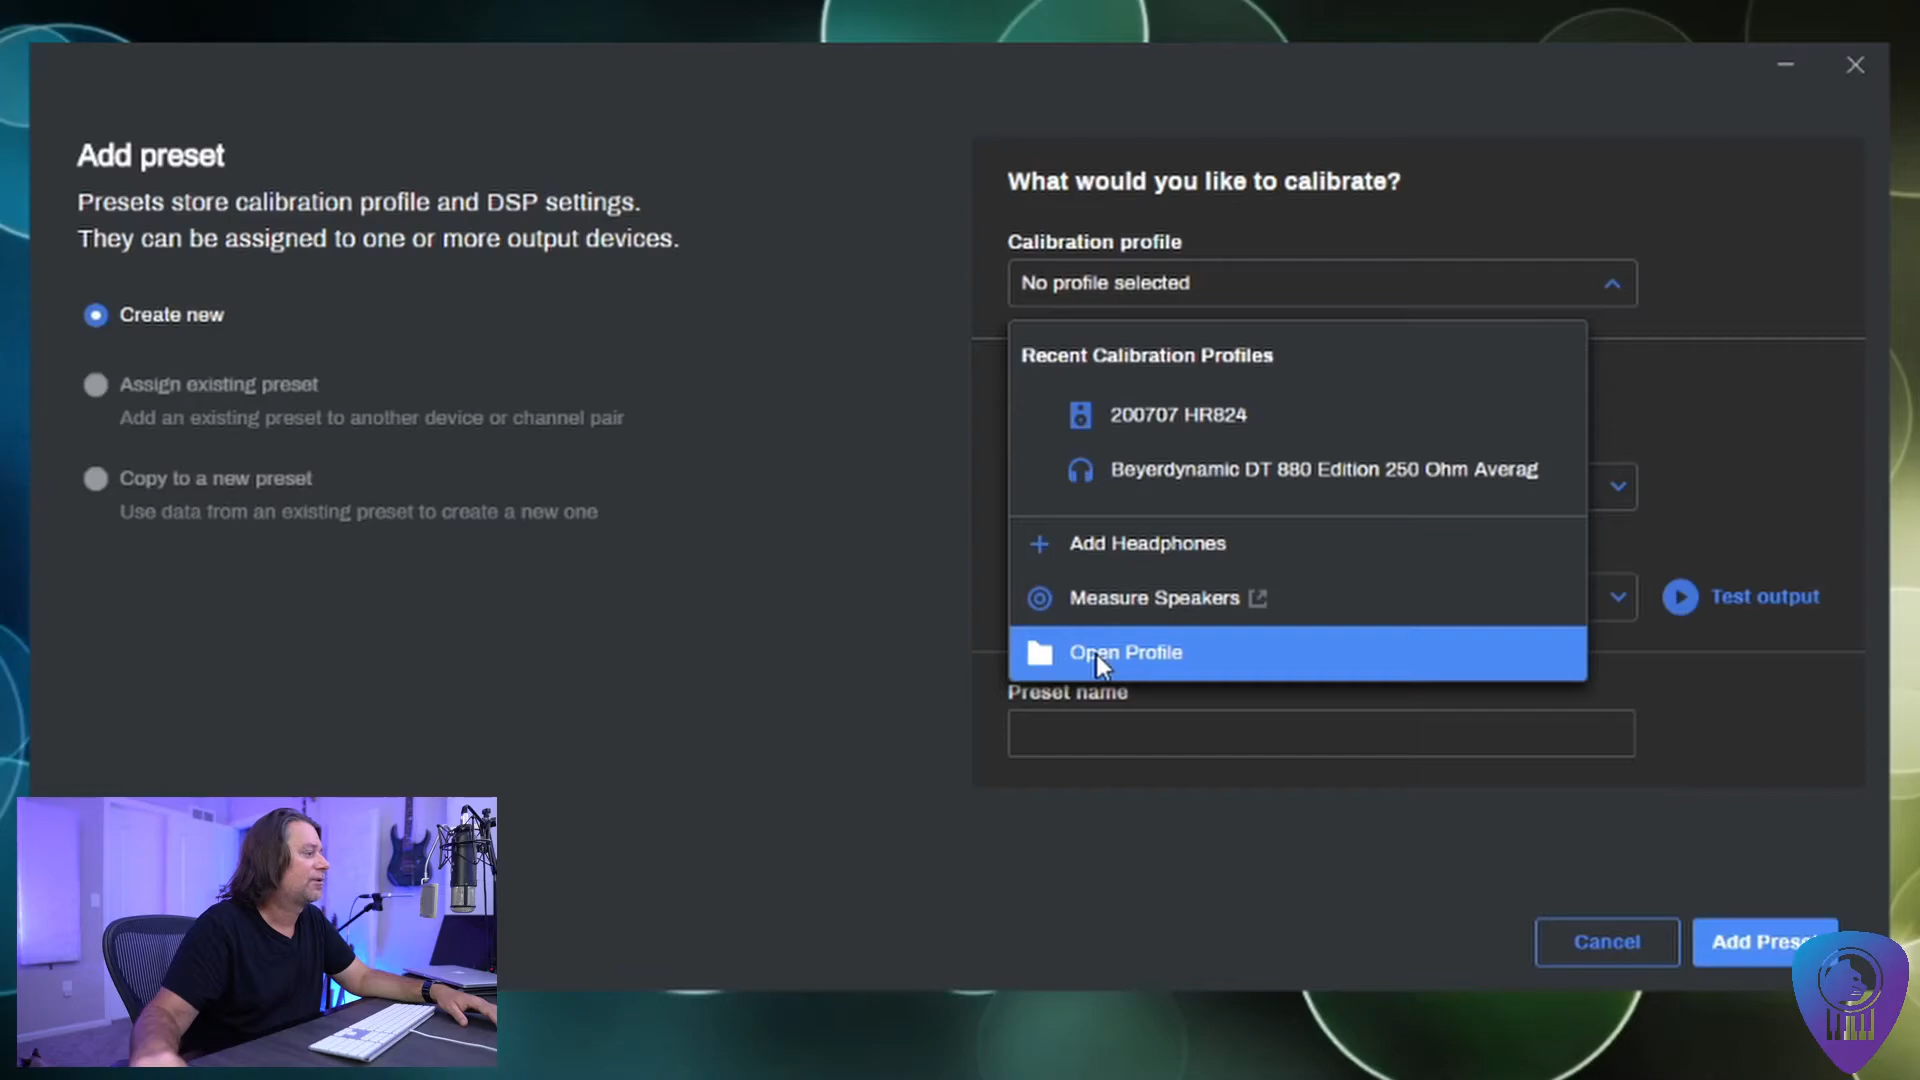 Add preset
Presets store calibration profile and DSP settings.
They can be assigned to one or more output devices.
Create new
Assign existing preset
Add an existing preset to another device or channel pair
Copy to a new preset
Use data from an existing preset to create a new one
What would you like to calibrate?
Calibration profile
No profile selected
Recent Calibration Profiles
200707 HR824
Beyerdynamic DT 880 Edition 250 Ohm Averag
Add Headphones
Measure Speakers
Test output
Open Profile
Preset name
Cancel
Add Prese